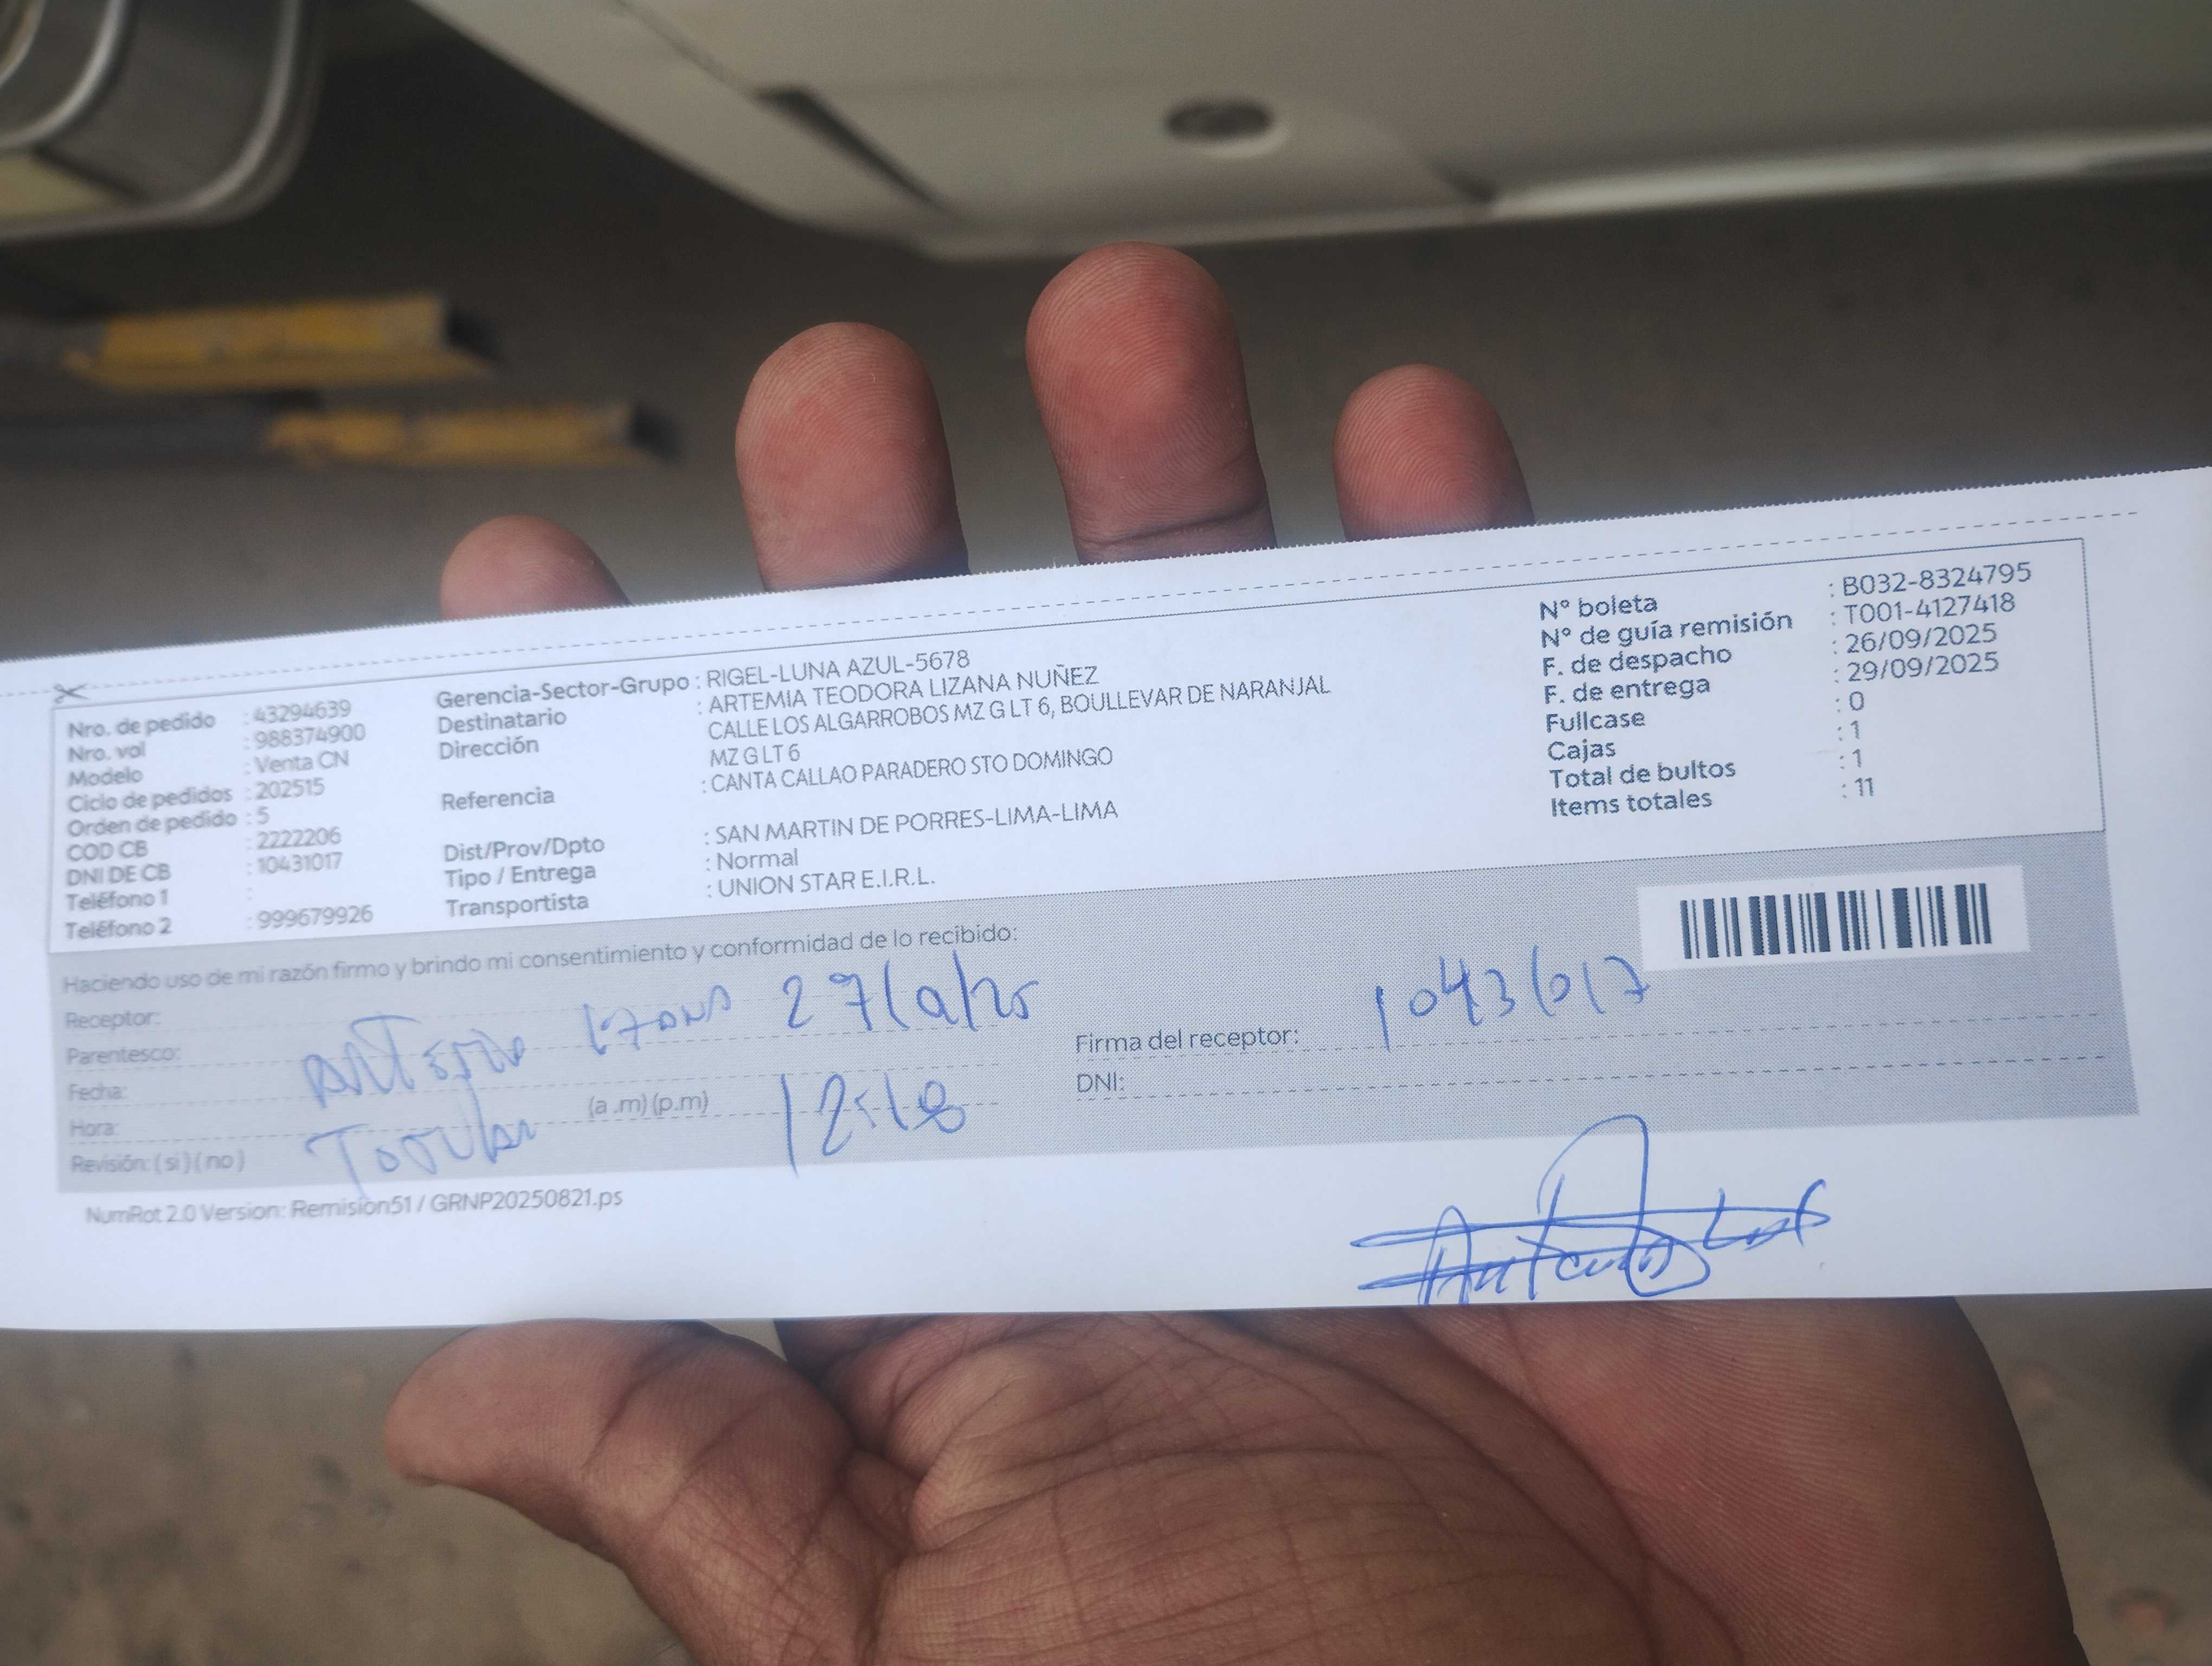 Nro. de pedido : 43294639
Nro. vol : 988374900
Modelo : Venta CN
Ciclo de pedidos : 202515
Orden de pedido : 5
COD CB : 2222206
DNI DE CB : 10431017
Teléfono 1 :
Teléfono 2 : 999679926
Gerencia-Sector-Grupo : RIGEL-LUNA AZUL-5678
Destinatario : ARTEMIA TEODORA LIZANA NUÑEZ
Dirección CALLE LOS ALGARROBOS MZ G LT 6, BOULLEVAR DE NARANJAL
MZ G LT 6
Referencia : CANTA CALLAO PARADERO STO DOMINGO
Dist/Prov/Dpto : SAN MARTIN DE PORRES-LIMA-LIMA
Tipo / Entrega : Normal
Transportista : UNION STAR E.I.R.L.
N° boleta : B032-8324795
N° de guía remisión : T001-4127418
F. de despacho : 26/09/2025
F. de entrega : 29/09/2025
Fullcase : 0
Cajas : 1
Total de bultos : 1
Items totales : 11
Haciendo uso de mi razón firmo y brindo mi consentimiento y conformidad de lo recibido:
Receptor:
Parentesco:
Fecha:
Hora: (a .m) (p.m)
Revisión: ( si ) ( no )
27/9/25
12:18
Firma del receptor: 10431017
DNI:
NumRot 2.0 Version: Remision51 / GRNP20250821.ps